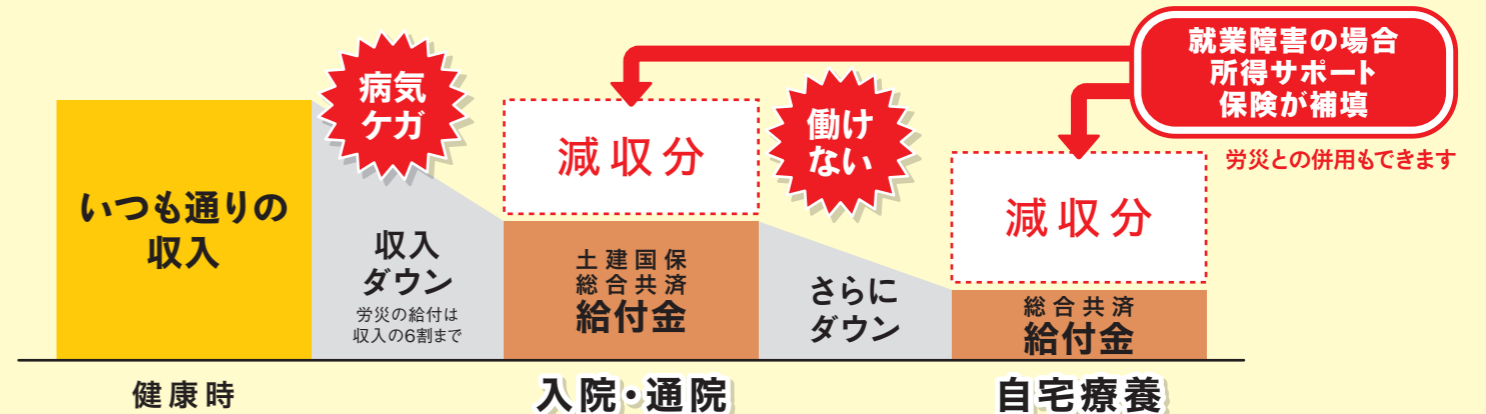 いつも通りの
収入
健康時
病気
ケガ
収入
ダウン
労災の給付は
収入の6割まで
減収分
土建国保
総合共済
給付金
入院・通院
働け
ない
さらに
ダウン
就業障害の場合
所得サポート
保険が補填
労災との併用もできます
減収分
総合共済
給付金
自宅療養